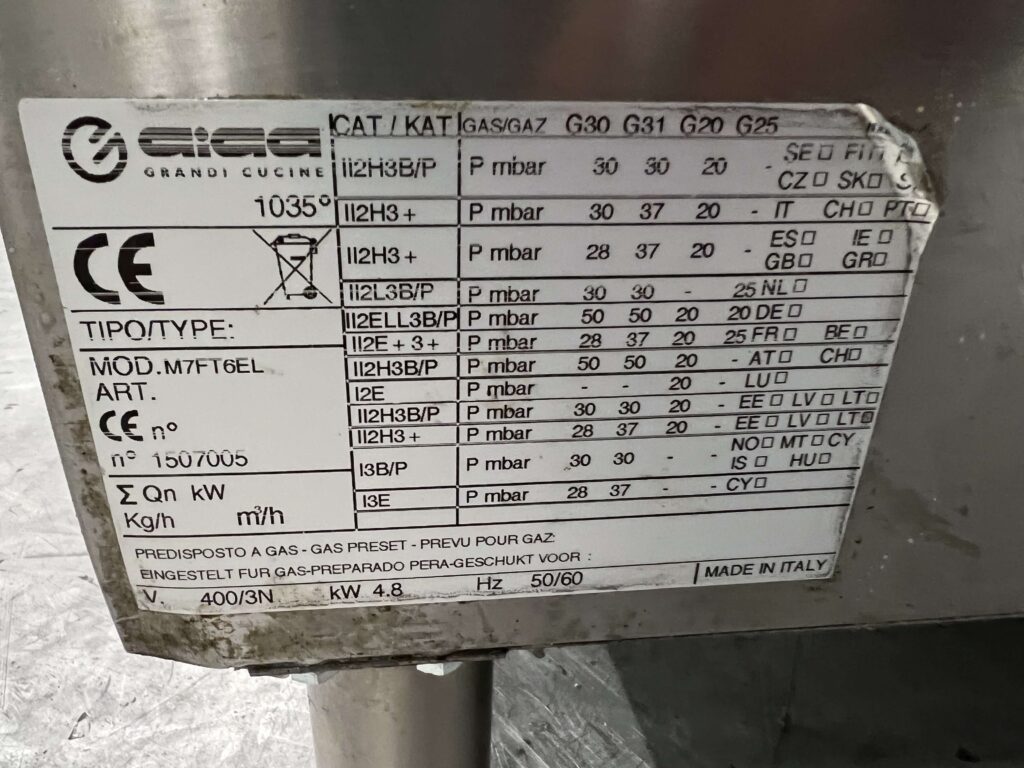 GRANDI CUCINE
1035°
CE
TIPO/TYPE:
MOD. M7FT6EL
ART.
CE n°
n° 1507005
Σ Qn kW
Kg/h m³/h
CAT / KAT GAS/GAZ G30 G31 G20 G25
II2H3B/P P mbar 30 30 20 - SE □ FI
CZ □ SK □
II2H3 + P mbar 30 37 20 - IT CH □ PT □
II2H3 + P mbar 28 37 20 - ES □ IE □
GB □ GR □
II2L3B/P P mbar 30 30 - 25 NL □
II2ELL3B/P P mbar 50 50 20 20 DE □
II2E + 3 + P mbar 28 37 20 25 FR □ BE □
II2H3B/P P mbar 50 50 20 - AT □ CH □
I2E P mbar - - 20 - LU □
II2H3B/P P mbar 30 30 20 - EE □ LV □ LT □
II2H3 + P mbar 28 37 20 - EE □ LV □ LT □
I3B/P P mbar 30 30 - - NO □ MT □ CY
IS □ HU □
I3E P mbar 28 37 - - CY □
PREDISPOSTO A GAS - GAS PRESET - PREVU POUR GAZ:
EINGESTELT FUR GAS-PREPARADO PERA-GESCHUKT VOOR :
V. 400/3N kW 4.8 Hz 50/60 MADE IN ITALY